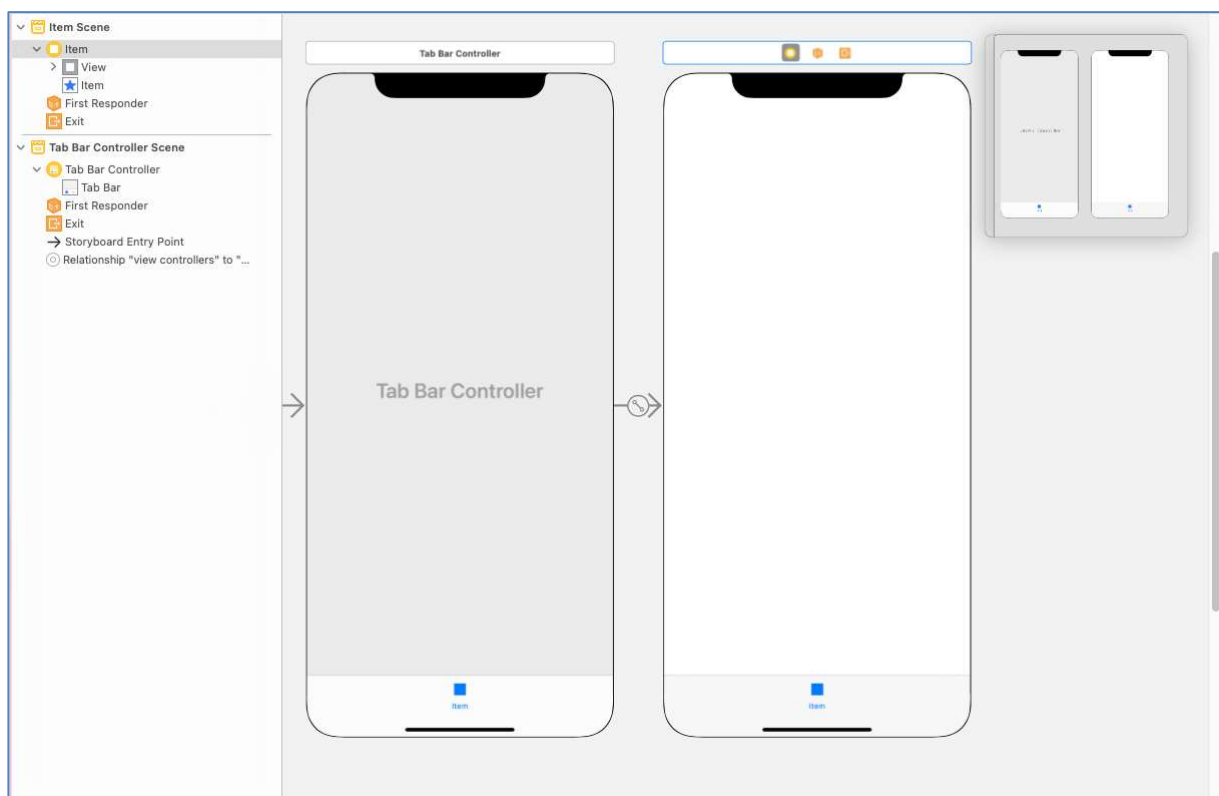 Item Scene
Item
View
Item
First Responder
Exit
Tab Bar Controller Scene
Tab Bar Controller
Tab Bar
First Responder
Exit
Storyboard Entry Point
Relationship "view controllers" to "...
Tab Bar Controller
Tab Bar Controller
Item
Item